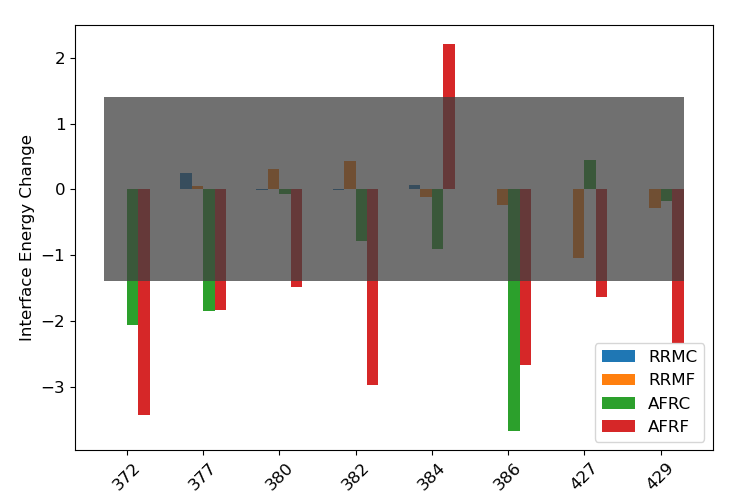 Interface Energy Change
2
1
0
−1
−2
−3
372
377
380
382
384
386
427
429
RRMC
RRMF
AFRC
AFRF